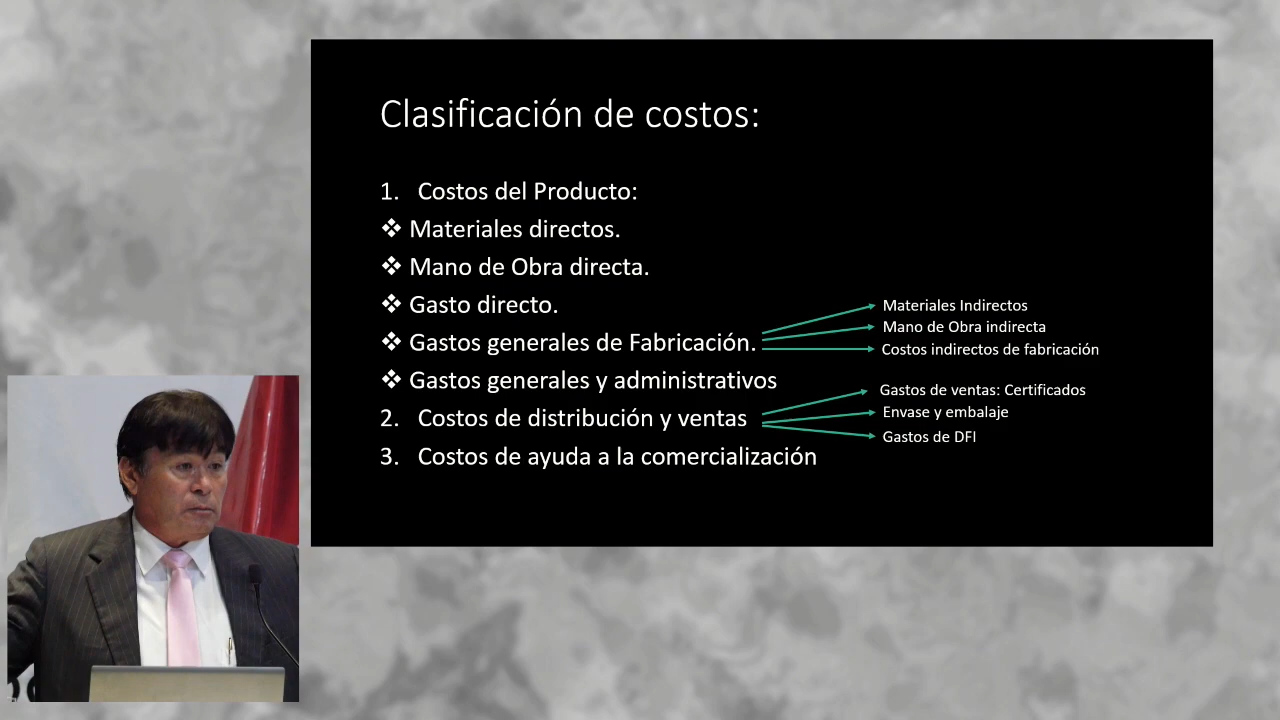 Clasificación de costos:
1. Costos del Producto:
❖ Materiales directos.
❖ Mano de Obra directa.
❖ Gasto directo.
❖ Gastos generales de Fabricación.
Materiales Indirectos
Mano de Obra indirecta
Costos indirectos de fabricación
❖ Gastos generales y administrativos
2. Costos de distribución y ventas
Gastos de ventas: Certificados
Envase y embalaje
Gastos de DFI
3. Costos de ayuda a la comercialización